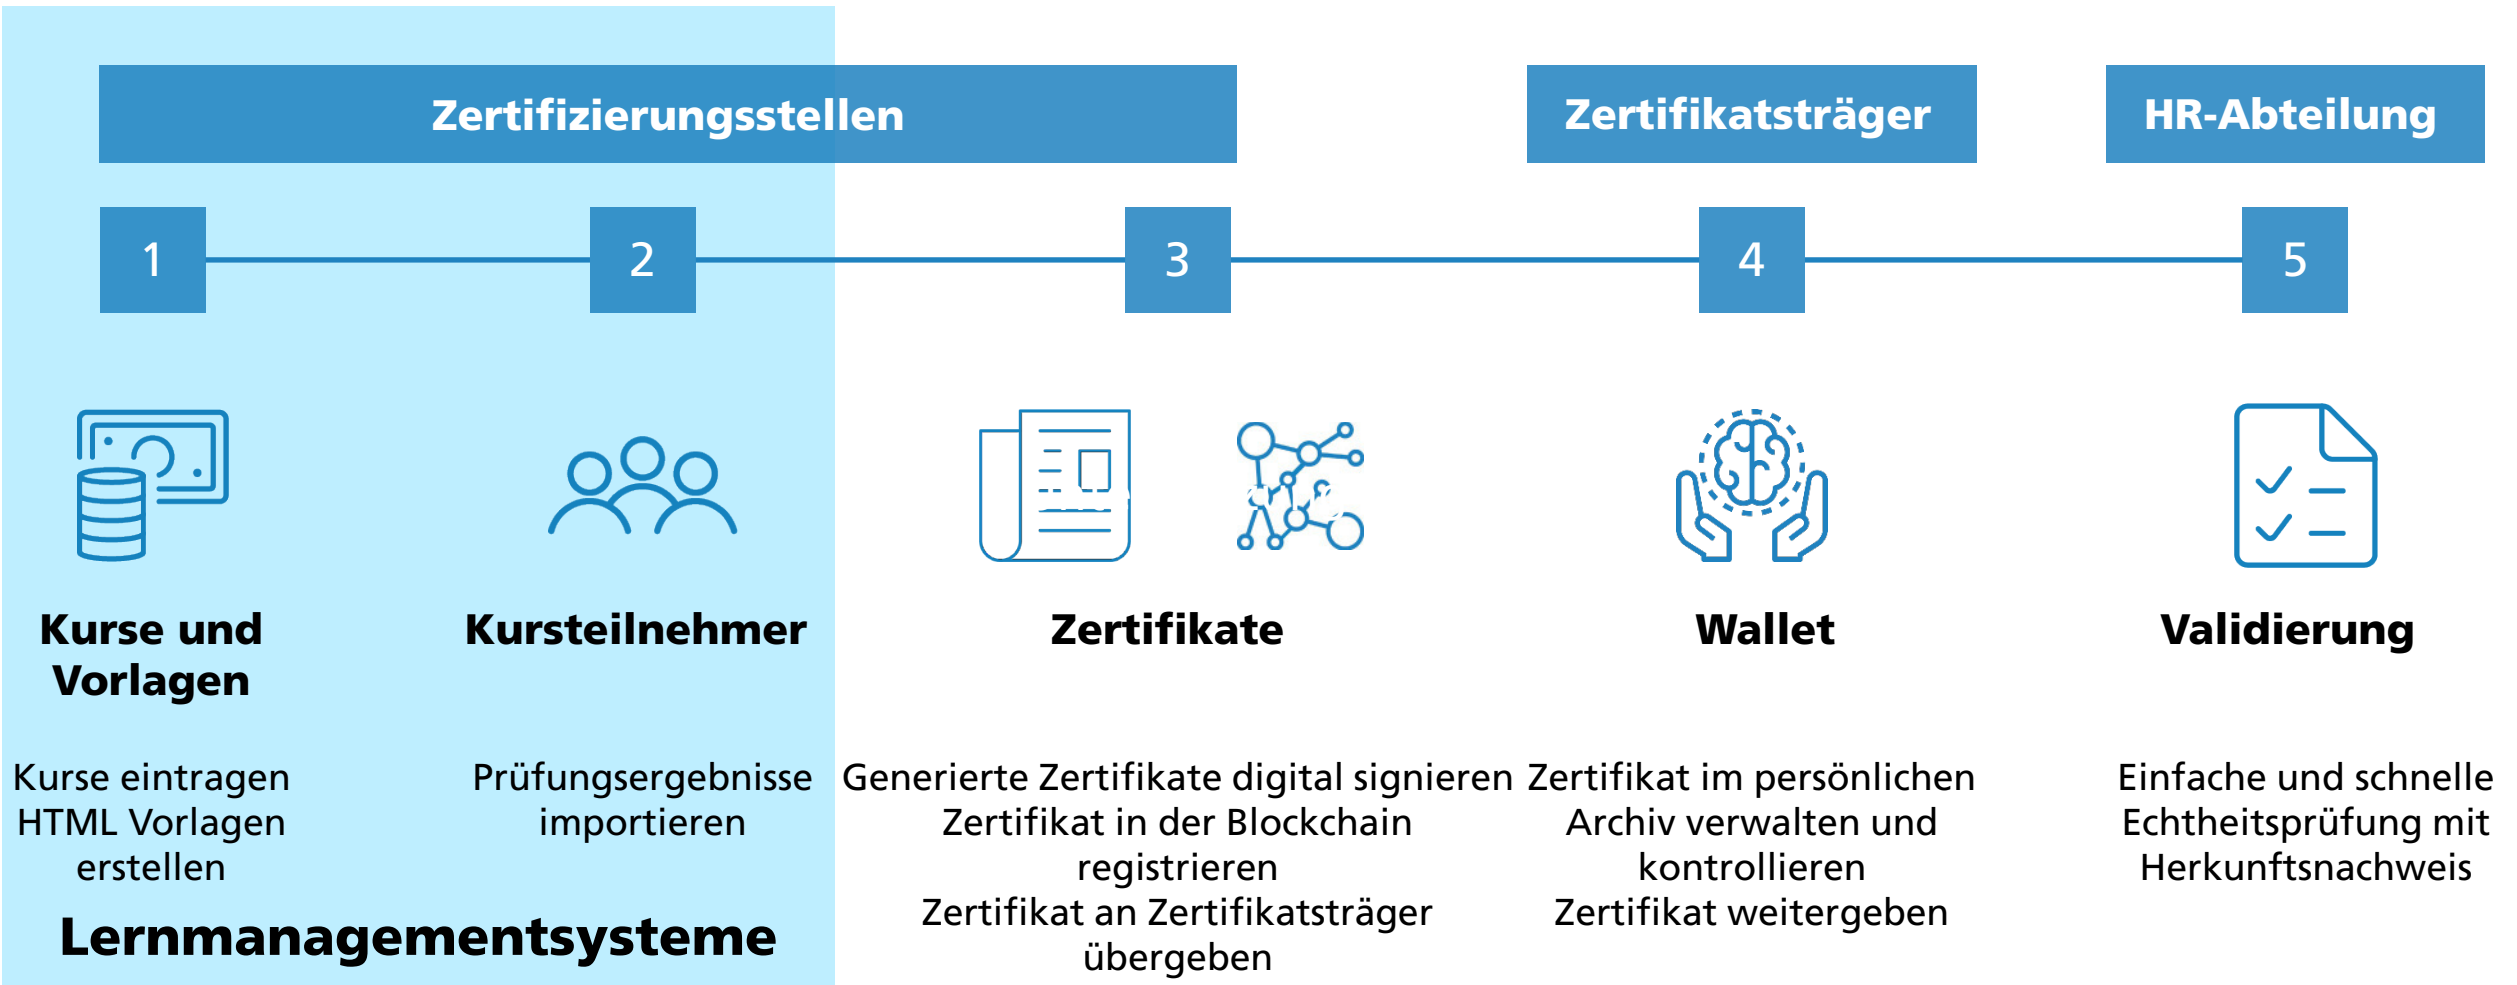 Zertifizierungsstellen
Zertifikatsträger
HR-Abteilung
1
2
3
4
5
Kurse und
Vorlagen
Kursteilnehmer
Zertifikate
Wallet
Validierung
Kurse eintragen
HTML Vorlagen
erstellen
Prüfungsergebnisse
importieren
Generierte Zertifikate digital signieren
Zertifikat in der Blockchain
registrieren
Zertifikat an Zertifikatsträger
übergeben
Zertifikat im persönlichen
Archiv verwalten und
kontrollieren
Zertifikat weitergeben
Einfache und schnelle
Echtheitsprüfung mit
Herkunftsnachweis
Lernmanagementsysteme